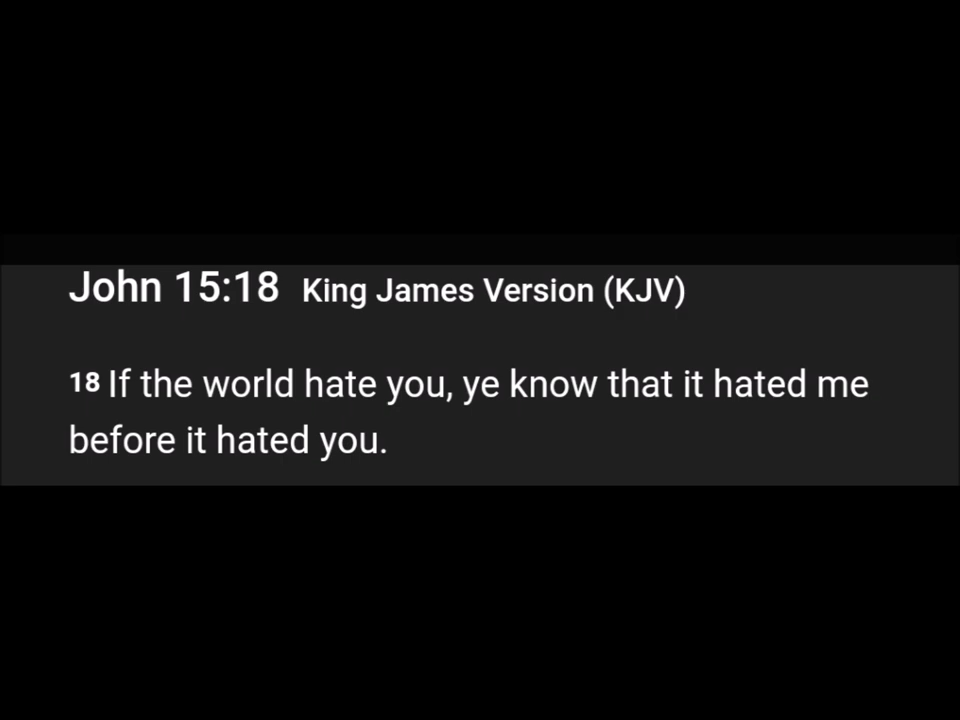 John 15:18 King James Version (KJV)
18 If the world hate you, ye know that it hated me
before it hated you.